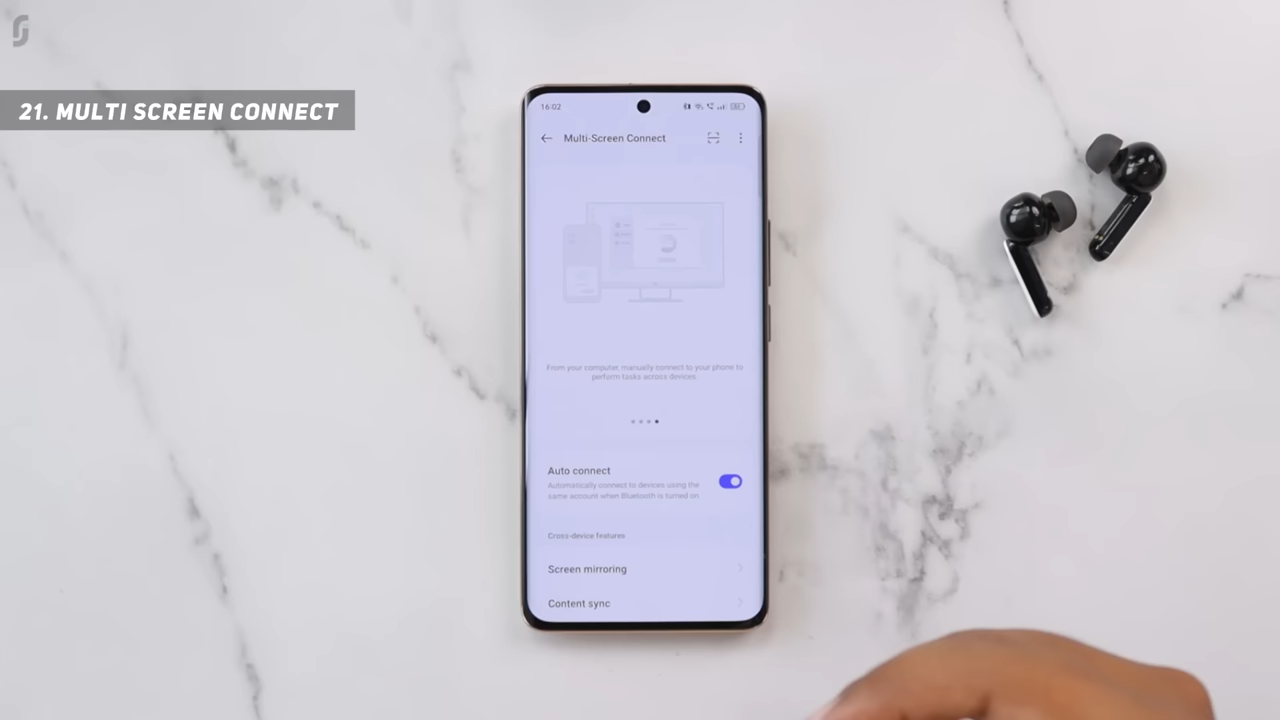 21. MULTI SCREEN CONNECT
16:02
Multi-Screen Connect
From your computer, manually connect to your phone to
perform tasks across devices.
Auto connect
Automatically connect to devices using the
same account when Bluetooth is turned on
Cross-device features
Screen mirroring
Content sync